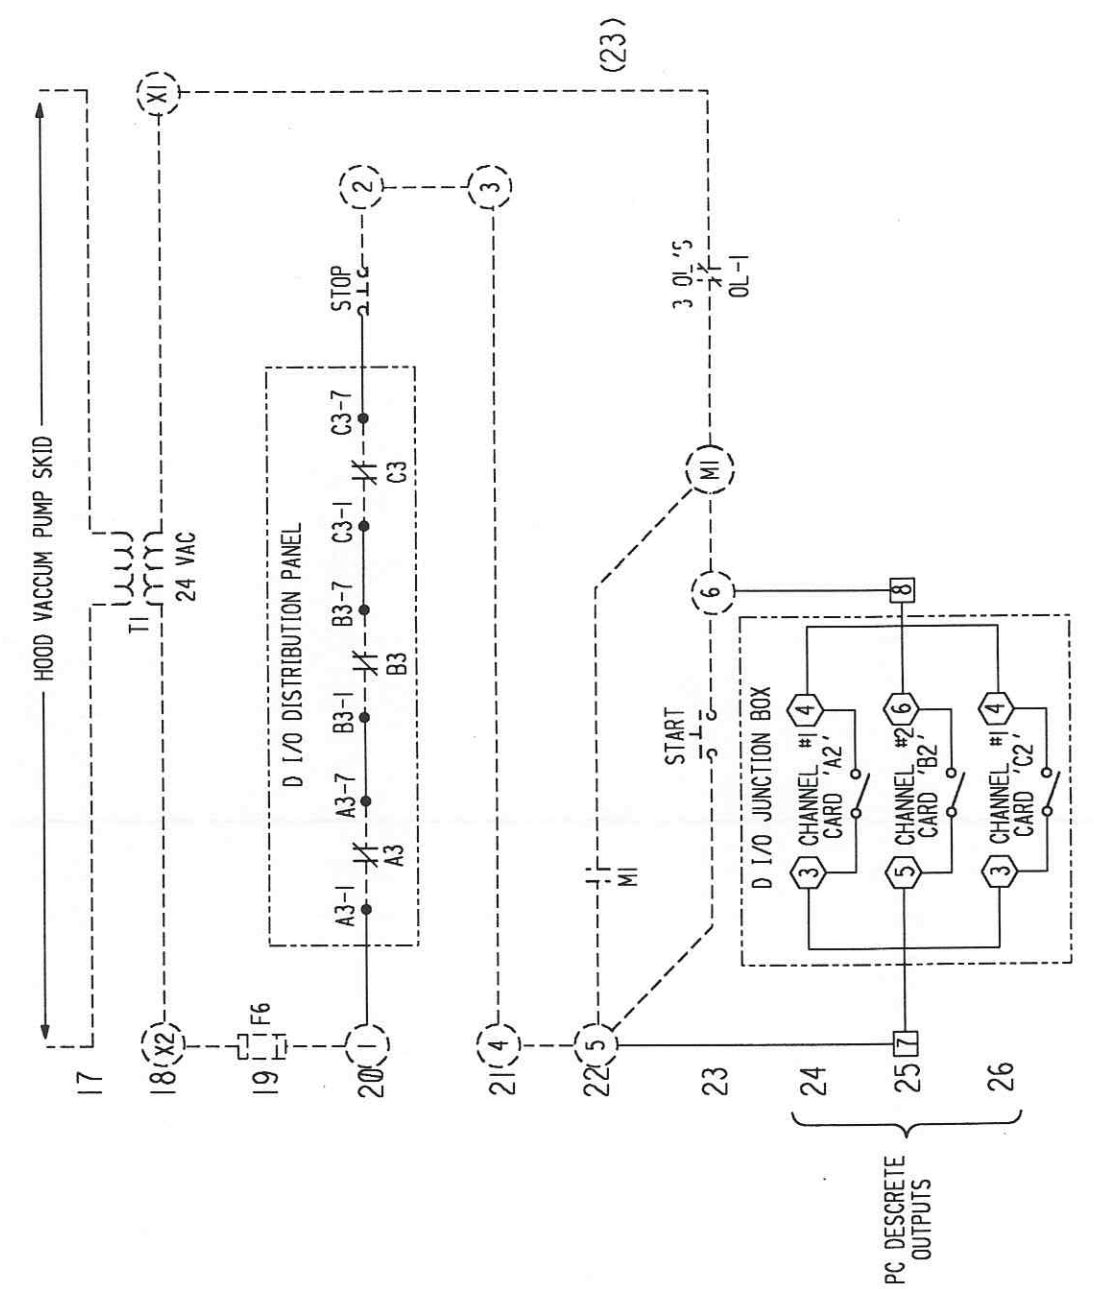 HOOD VACCUM PUMP SKID
17
T1
24 VAC
18
X2
X1
19
F6
D I/O DISTRIBUTION PANEL
20
1
A3-1
A3
A3-7
B3-1
B3
B3-7
C3-1
C3
C3-7
STOP
2
3
21
4
22
5
M1
23
START
6
M1
3 OL'S
OL-1
(23)
D I/O JUNCTION BOX
24
3
CHANNEL #1
CARD 'A2'
4
25
7
5
CHANNEL #2
CARD 'B2'
6
8
26
3
CHANNEL #1
CARD 'C2'
4
PC DESCRETE
OUTPUTS